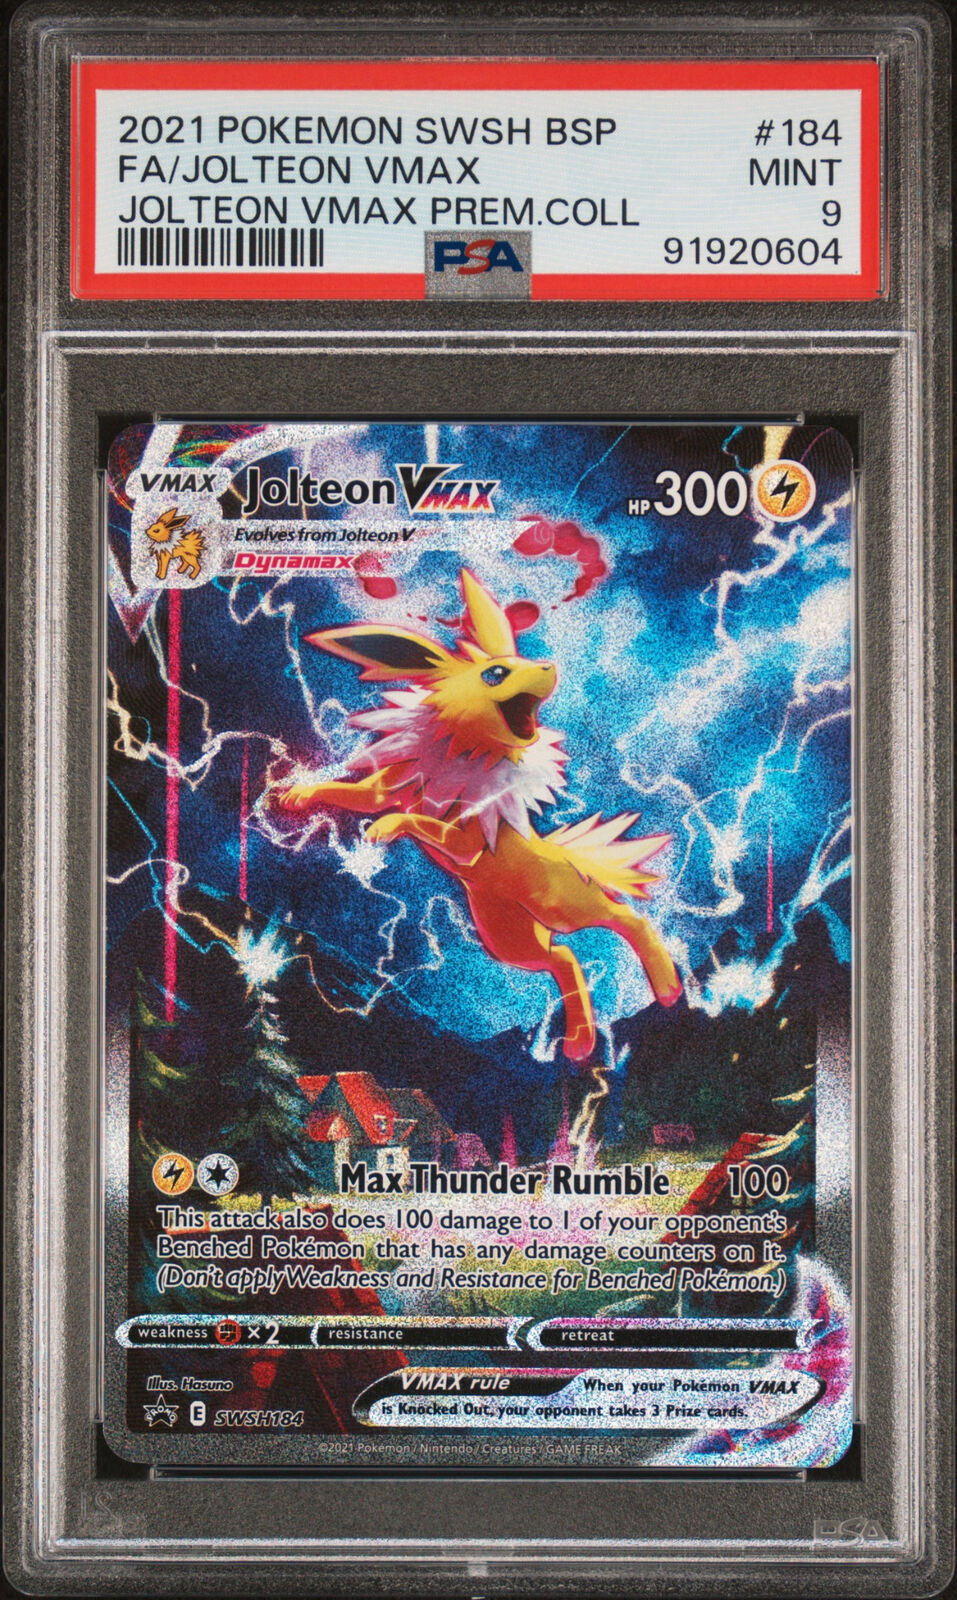 2021 POKEMON SWSH BSP #184
FA/JOLTEON VMAX MINT
JOLTEON VMAX PREM.COLL 9
PSA 91920604
VMAX Jolteon VMAX HP 300
Evolves from Jolteon V
Dynamax
Max Thunder Rumble 100
This attack also does 100 damage to 1 of your opponent's
Benched Pokémon that has any damage counters on it.
(Don't apply Weakness and Resistance for Benched Pokémon.)
weakness ×2 resistance retreat
VMAX rule When your Pokémon VMAX
is Knocked Out, your opponent takes 3 Prize cards.
Illus. Hasuno
E SWSH184
©2021 Pokémon / Nintendo / Creatures / GAME FREAK
PSA